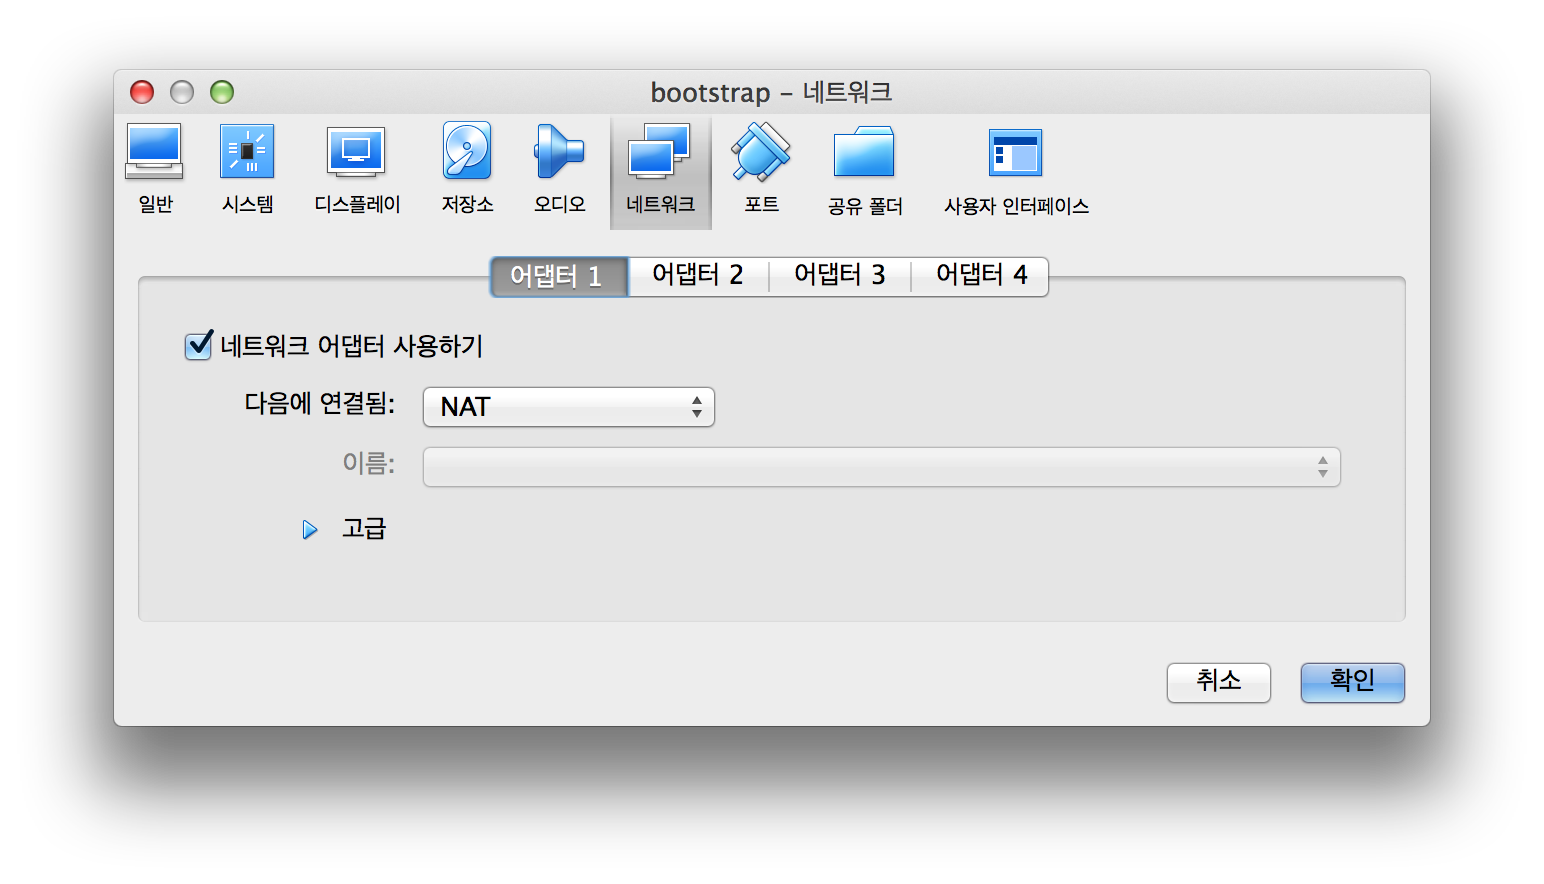 bootstrap – 네트워크
일반 시스템 디스플레이 저장소 오디오 네트워크 포트 공유 폴더 사용자 인터페이스
어댑터 1 어댑터 2 어댑터 3 어댑터 4
네트워크 어댑터 사용하기
다음에 연결됨: NAT
이름:
고급
취소 확인